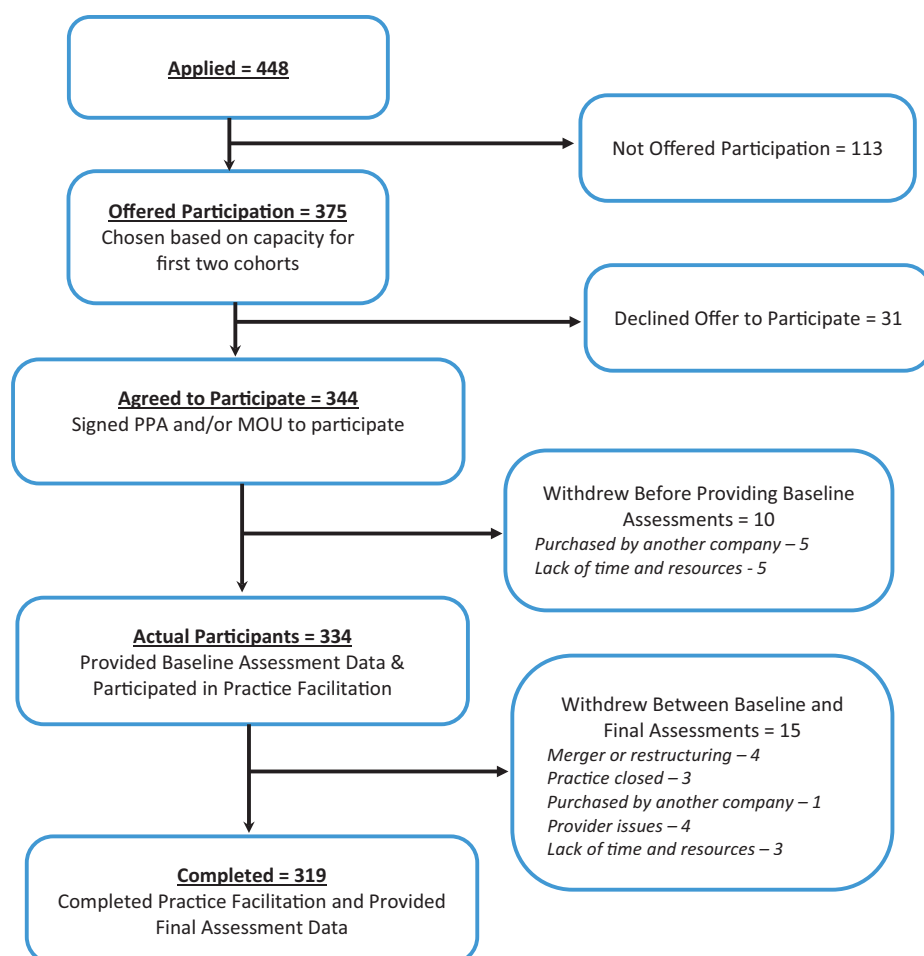 Applied = 448
Not Offered Participation = 113
Offered Participation = 375
Chosen based on capacity for
first two cohorts
Declined Offer to Participate = 31
Agreed to Participate = 344
Signed PPA and/or MOU to participate
Withdrew Before Providing Baseline
Assessments = 10
Purchased by another company – 5
Lack of time and resources - 5
Actual Participants = 334
Provided Baseline Assessment Data &
Participated in Practice Facilitation
Withdrew Between Baseline and
Final Assessments = 15
Merger or restructuring – 4
Practice closed – 3
Purchased by another company – 1
Provider issues – 4
Lack of time and resources – 3
Completed = 319
Completed Practice Facilitation and Provided
Final Assessment Data